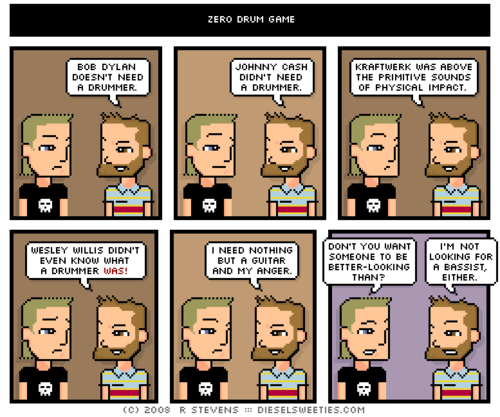 ZERO DRUM GAME
BOB DYLAN
DOESN'T NEED
A DRUMMER.
JOHNNY CASH
DIDN'T NEED
A DRUMMER.
KRAFTWERK WAS ABOVE
THE PRIMITIVE SOUNDS
OF PHYSICAL IMPACT.
WESLEY WILLIS DIDN'T
EVEN KNOW WHAT
A DRUMMER WAS!
I NEED NOTHING
BUT A GUITAR
AND MY ANGER.
DON'T YOU WANT
SOMEONE TO BE
BETTER-LOOKING
THAN?
I'M NOT
LOOKING FOR
A BASSIST,
EITHER.
(C) 2008 R STEVENS ::: DIESELSWEETIES.COM